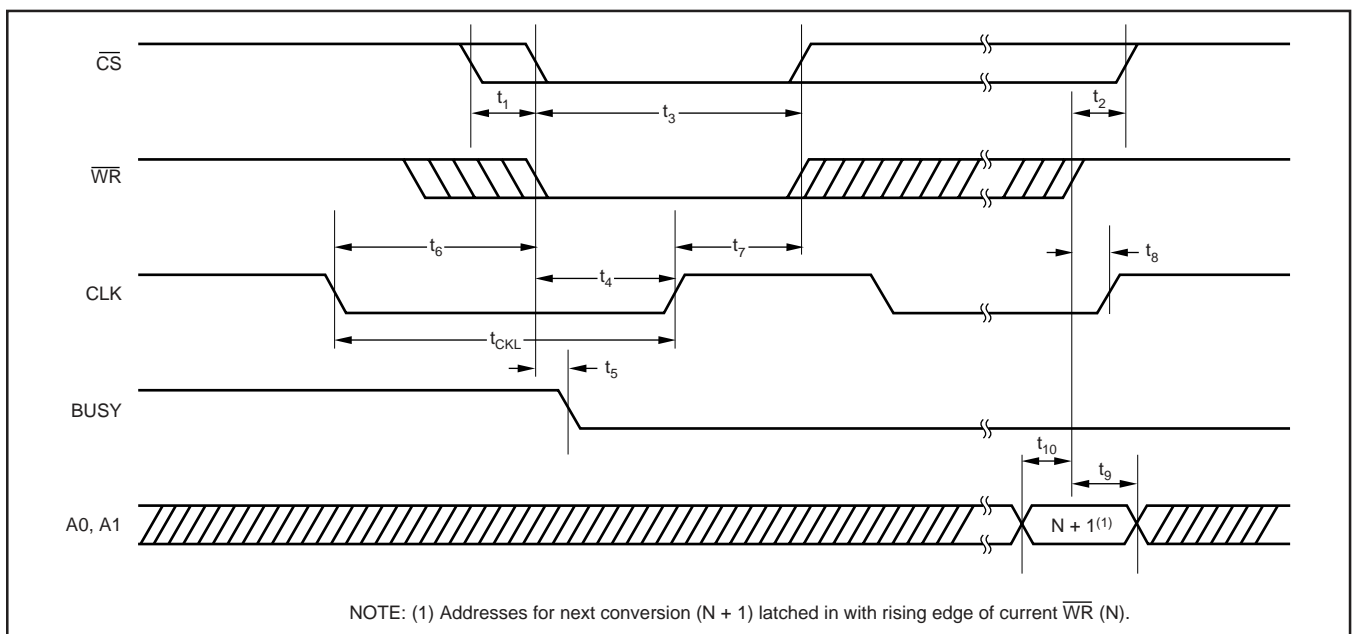 CS
t1
t3
t2
WR
t6
t7
t8
t4
CLK
tCKL
t5
BUSY
t10
t9
A0, A1
N + 1(1)
NOTE: (1) Addresses for next conversion (N + 1) latched in with rising edge of current WR (N).